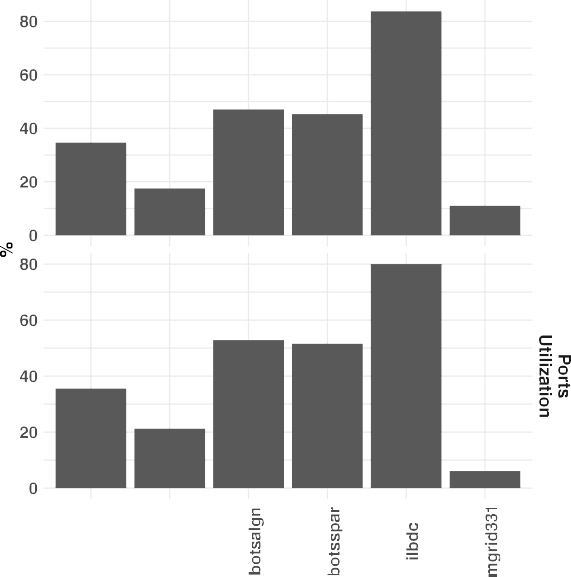 80
60
40
20
0
%
80
60
40
20
0
Ports
Utilization
botsalgn
botsspar
ilbdc
mgrid331